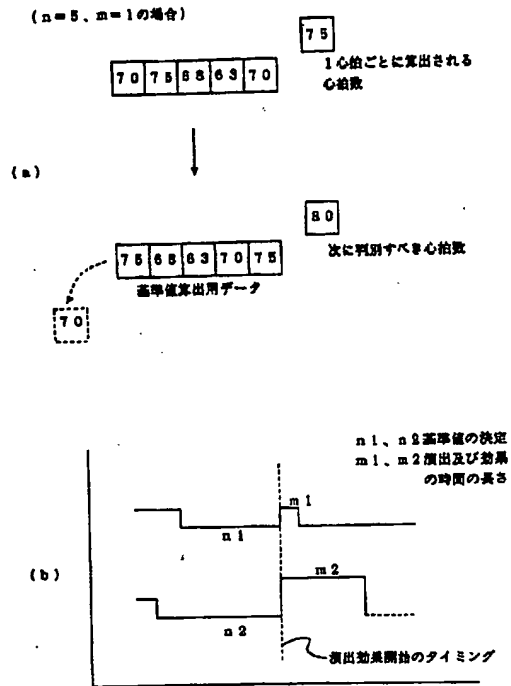 (n=5、m=1の場合)
75
1心拍ごとに算出される
心拍数
70 75 68 63 70
(a)
80
次に判別すべき心拍数
75 68 63 70 75
基準値算出用データ
70
n1、n2基準値の決定
m1、m2演出及び効果
の時間の長さ
m1
n1
(b)
m2
n2
演出効果開始のタイミング